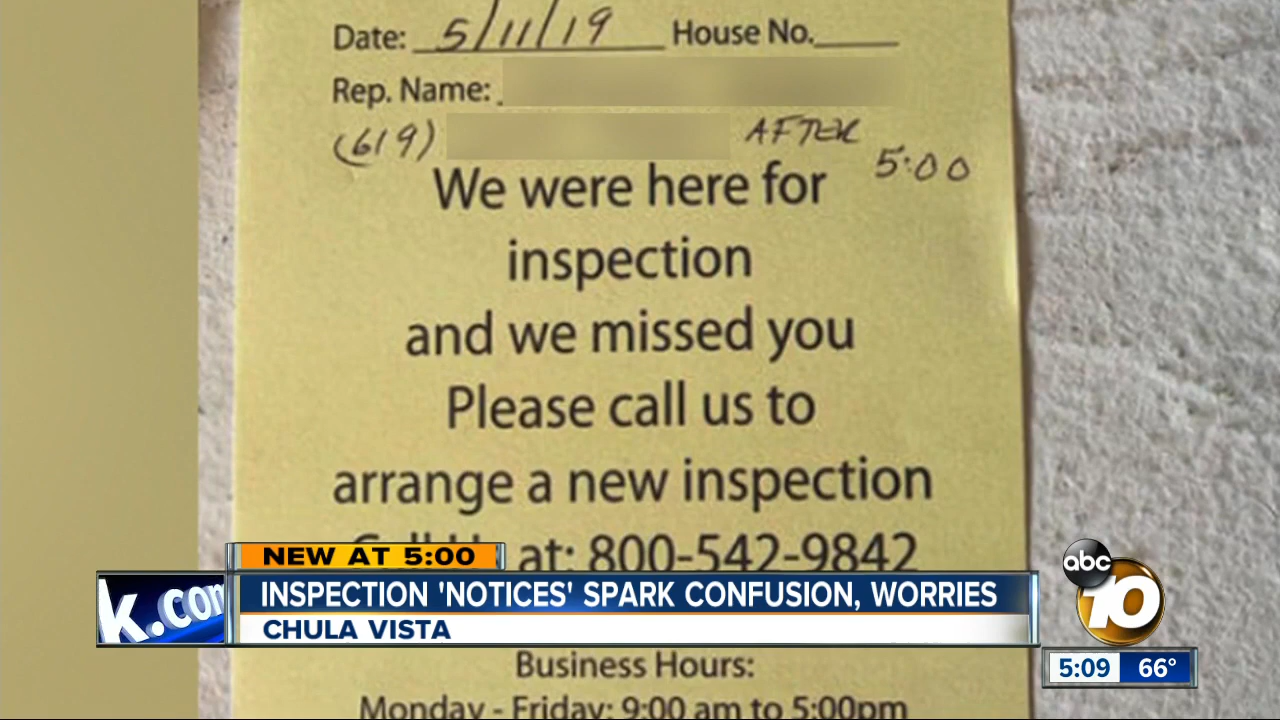 Date: 5/11/19 House No.
Rep. Name:
(619) AFTER 5:00
We were here for
inspection
and we missed you
Please call us to
arrange a new inspection
Call Us at: 800-542-9842
NEW AT 5:00
INSPECTION 'NOTICES' SPARK CONFUSION, WORRIES
k.com
CHULA VISTA
abc
10
5:09 66°
Business Hours:
Monday - Friday: 9:00 am to 5:00pm